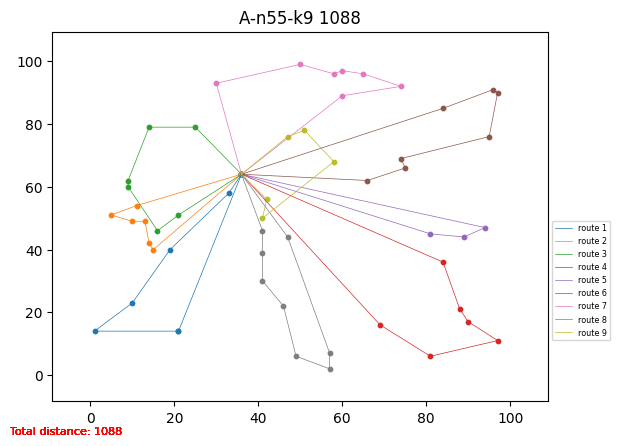 A-n55-k9 1088
100
80
60
40
20
0
0 20 40 60 80 100
route 1
route 2
route 3
route 4
route 5
route 6
route 7
route 8
route 9
Total distance: 1088